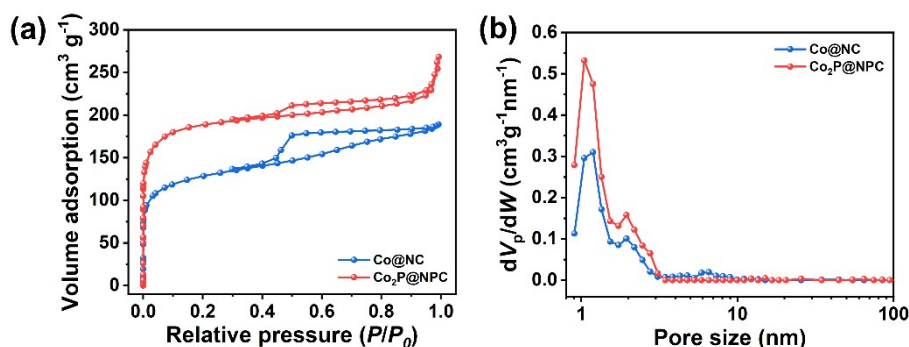 (a)
Volume adsorption (cm³ g⁻¹)
300
250
200
150
100
50
0
0.0 0.2 0.4 0.6 0.8 1.0
Relative pressure (P/P₀)
Co@NC
Co₂P@NPC
(b)
dVₚ/dW (cm³g⁻¹nm⁻¹)
0.6
0.5
0.4
0.3
0.2
0.1
0.0
1 10 100
Pore size (nm)
Co@NC
Co₂P@NPC